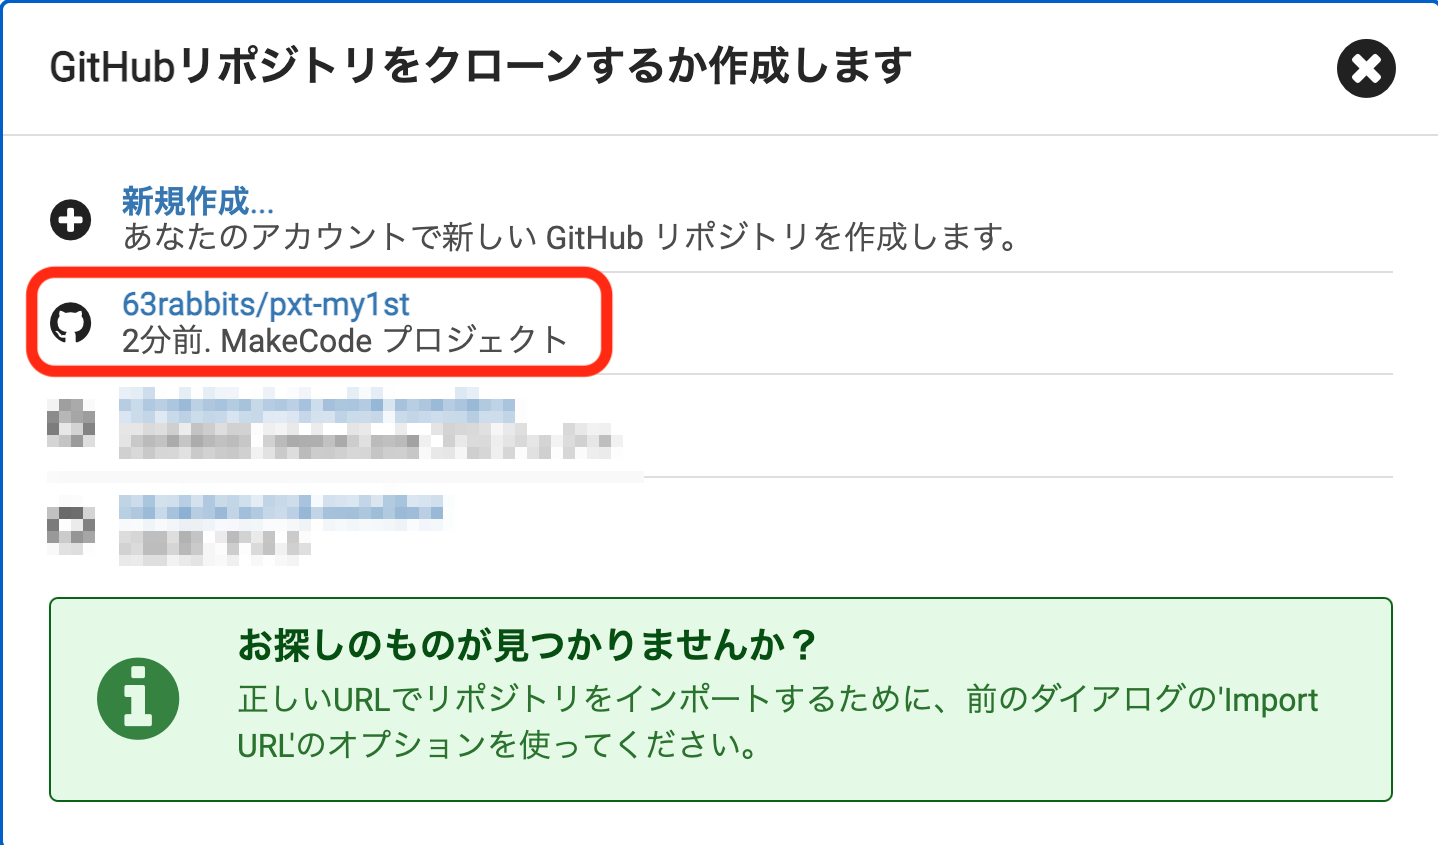 GitHubリポジトリをクローンするか作成します
新規作成...
あなたのアカウントで新しい GitHub リポジトリを作成します。
63rabbits/pxt-my1st
2分前. MakeCode プロジェクト
お探しのものが見つかりませんか？
正しいURLでリポジトリをインポートするために、前のダイアログの'Import
URL'のオプションを使ってください。